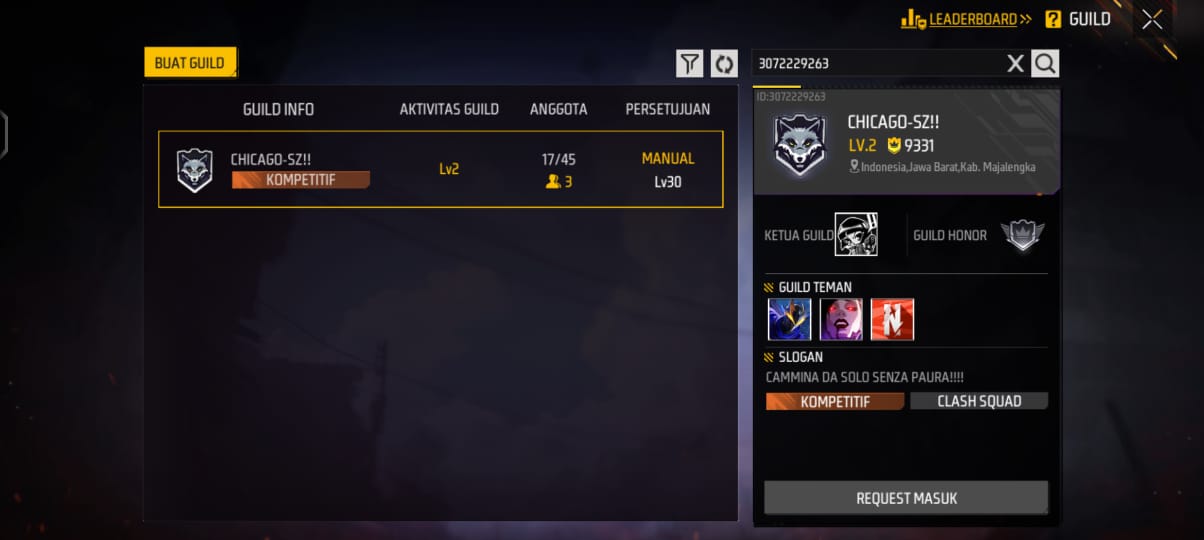 LEADERBOARD >>
? GUILD
BUAT GUILD
3072229263
GUILD INFO
AKTIVITAS GUILD
ANGGOTA
PERSETUJUAN
CHICAGO-SZ!!
KOMPETITIF
Lv2
17/45
3
MANUAL
Lv30
ID:3072229263
CHICAGO-SZ!!
LV.2 9331
Indonesia,Jawa Barat,Kab. Majalengka
KETUA GUILD
GUILD HONOR
GUILD TEMAN
N
SLOGAN
CAMMINA DA SOLO SENZA PAURA!!!!
KOMPETITIF
CLASH SQUAD
REQUEST MASUK